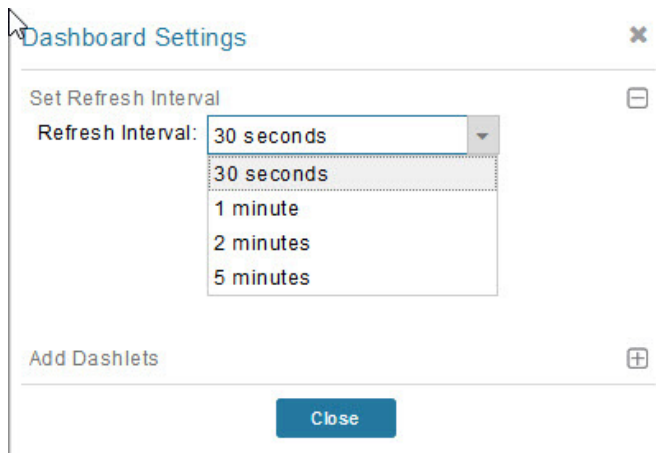 Dashboard Settings
Set Refresh Interval
Refresh Interval: 30 seconds
30 seconds
1 minute
2 minutes
5 minutes
Add Dashlets
Close